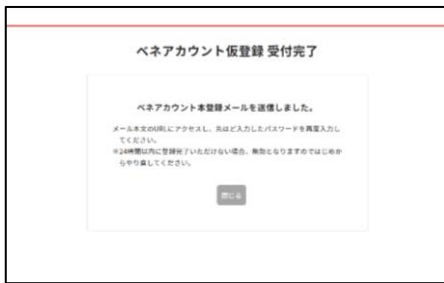 ベネアカウント仮登録 受付完了
ベネアカウント本登録メールを送信しました。
メール本文のURLにアクセスし、先ほど入力したパスワードを再度入力し
てください。
※24時間以内に登録完了いただけない場合、無効となりますのではじめか
らやり直してください。
閉じる